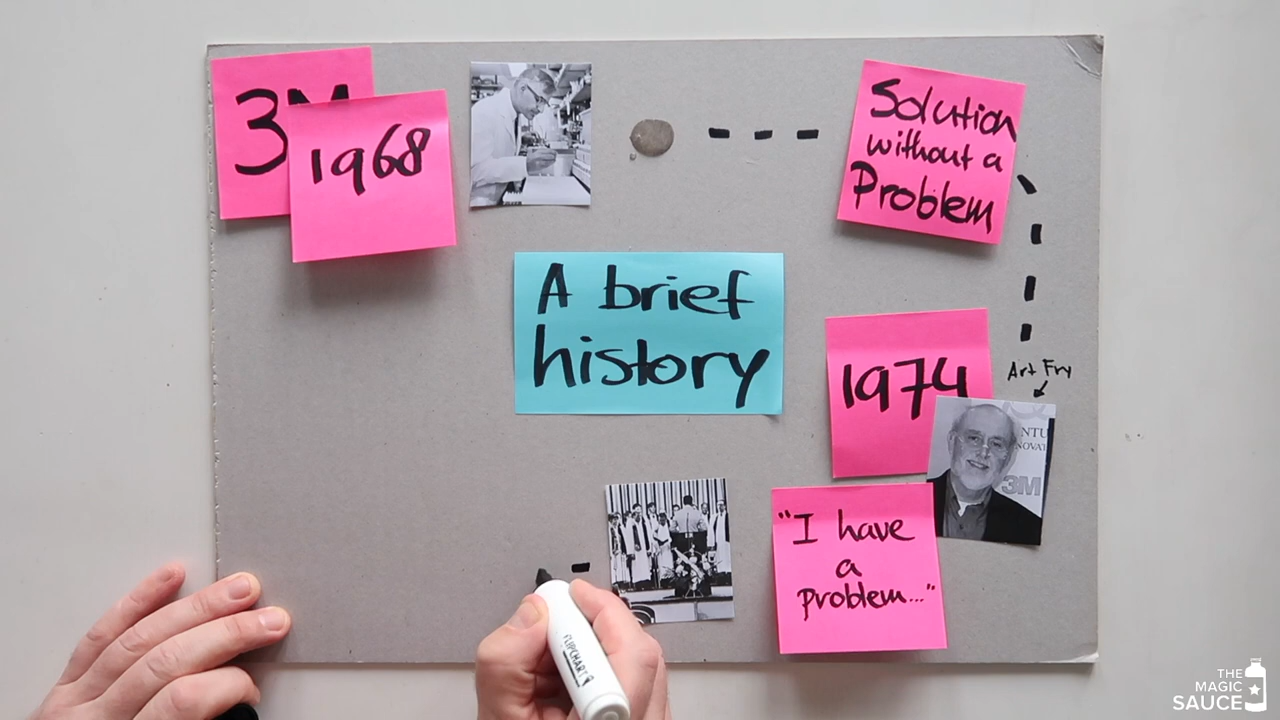 3M
1968
Solution
without a
Problem
A brief
history
1974
Art Fry
3M
"I have
a
problem..."
FLIPCHART
THE
MAGIC
SAUCE